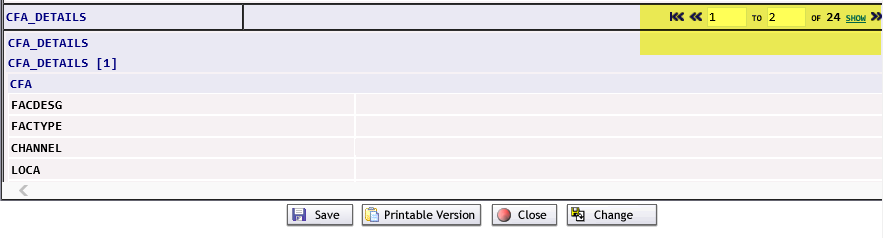 CFA_DETAILS 1 TO 2 OF 24 SHOW
CFA_DETAILS
CFA_DETAILS [1]
CFA
FACDESG
FACTYPE
CHANNEL
LOCA
Save Printable Version Close Change